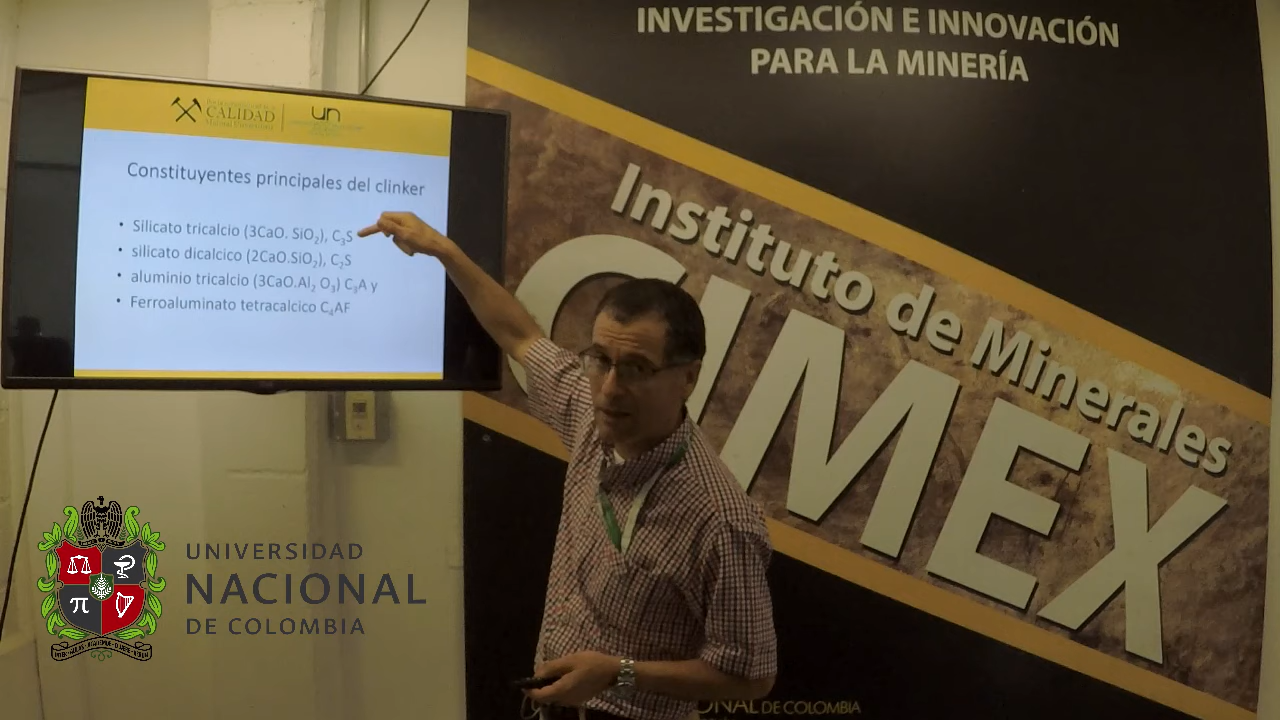 INVESTIGACIÓN E INNOVACIÓN
PARA LA MINERÍA
CALIDAD
un
Constituyentes principales del clinker
• Silicato tricalcio (3CaO. SiO₂), C₃S
• silicato dicalcico (2CaO.SiO₂), C₂S
• aluminio tricalcio (3CaO.Al₂ O₃) C₃A y
• Ferroaluminato tetracalcico C₄AF
Instituto de Minerales
CIMEX
π
UNIVERSIDAD
NACIONAL
DE COLOMBIA
ONAL DE COLOMBIA